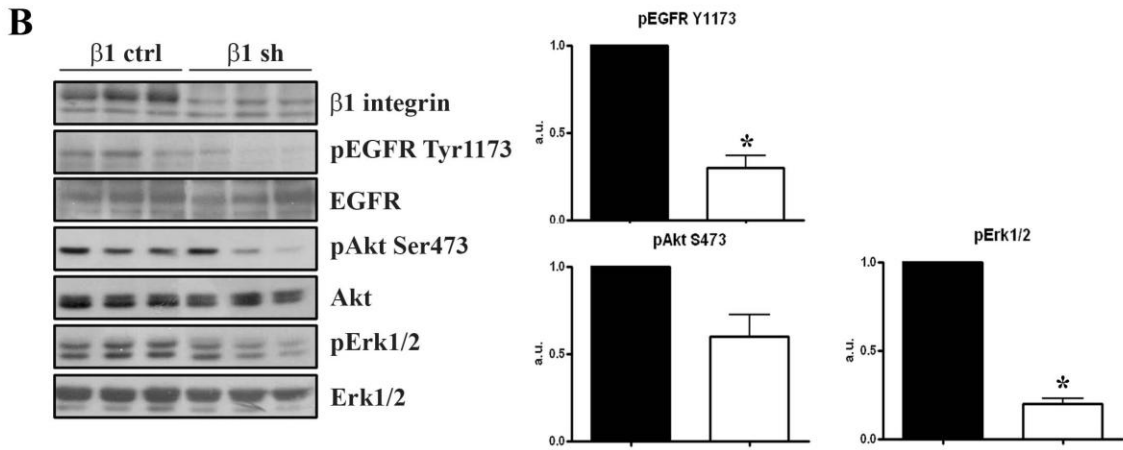 B
β1 ctrl β1 sh
β1 integrin
pEGFR Tyr1173
EGFR
pAkt Ser473
Akt
pErk1/2
Erk1/2
pEGFR Y1173
a.u.
1.0
0.5
0.0
*
pAkt S473
a.u.
1.0
0.5
0.0
pErk1/2
a.u.
1.0
0.5
0.0
*